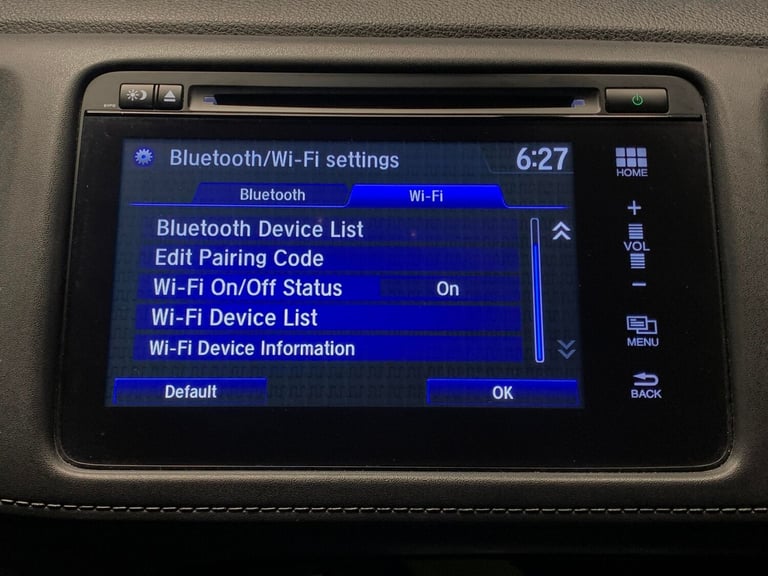 Bluetooth/Wi-Fi settings 6:27
Bluetooth Wi-Fi
Bluetooth Device List
Edit Pairing Code
Wi-Fi On/Off Status On
Wi-Fi Device List
Wi-Fi Device Information
Default OK
HOME
+
VOL
−
MENU
BACK